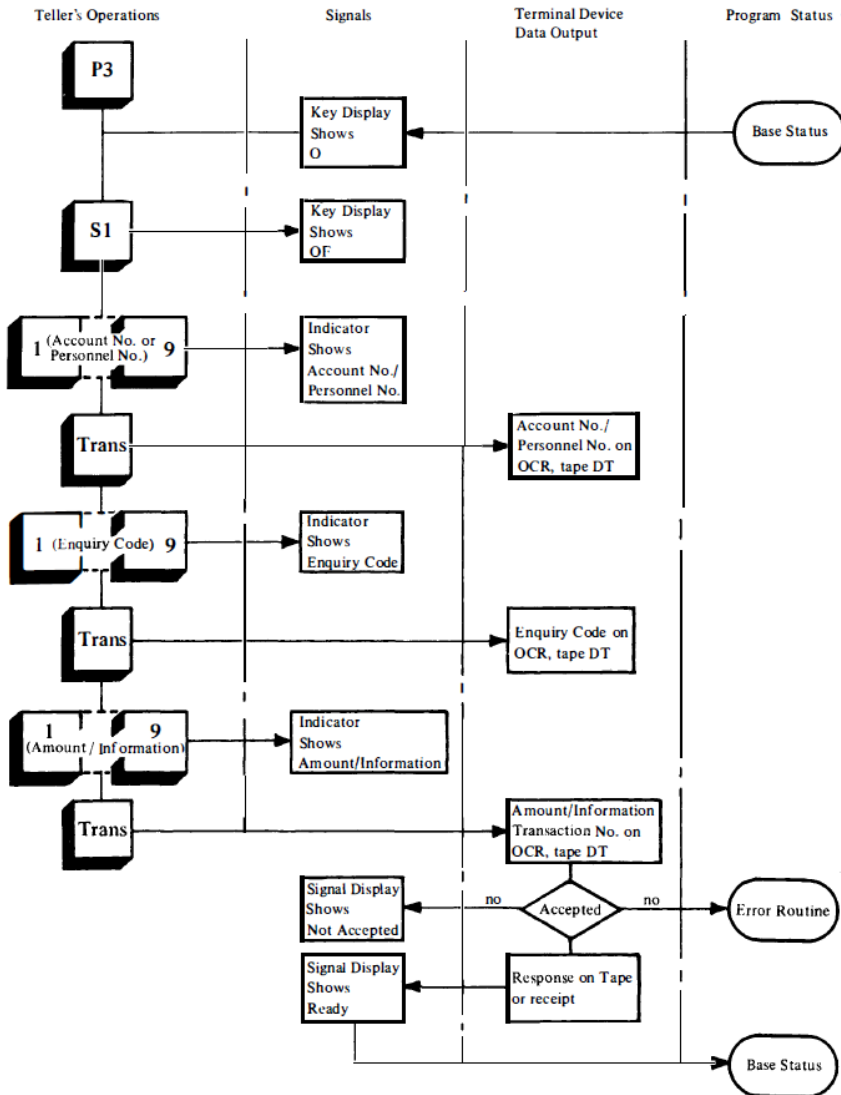 Teller's Operations
Signals
Terminal Device
Data Output
Program Status
P3
Key Display
Shows
O
Base Status
S1
Key Display
Shows
OF
1 (Account No. or
Personnel No.) 9
Indicator
Shows
Account No./
Personnel No.
Trans
Account No./
Personnel No. on
OCR, tape DT
1 (Enquiry Code) 9
Indicator
Shows
Enquiry Code
Trans
Enquiry Code on
OCR, tape DT
1 9
(Amount / Information)
Indicator
Shows
Amount/Information
Trans
Amount/Information
Transaction No. on
OCR, tape DT
Signal Display
Shows
Not Accepted
no
Accepted
no
Error Routine
Signal Display
Shows
Ready
Response on Tape
or receipt
Base Status